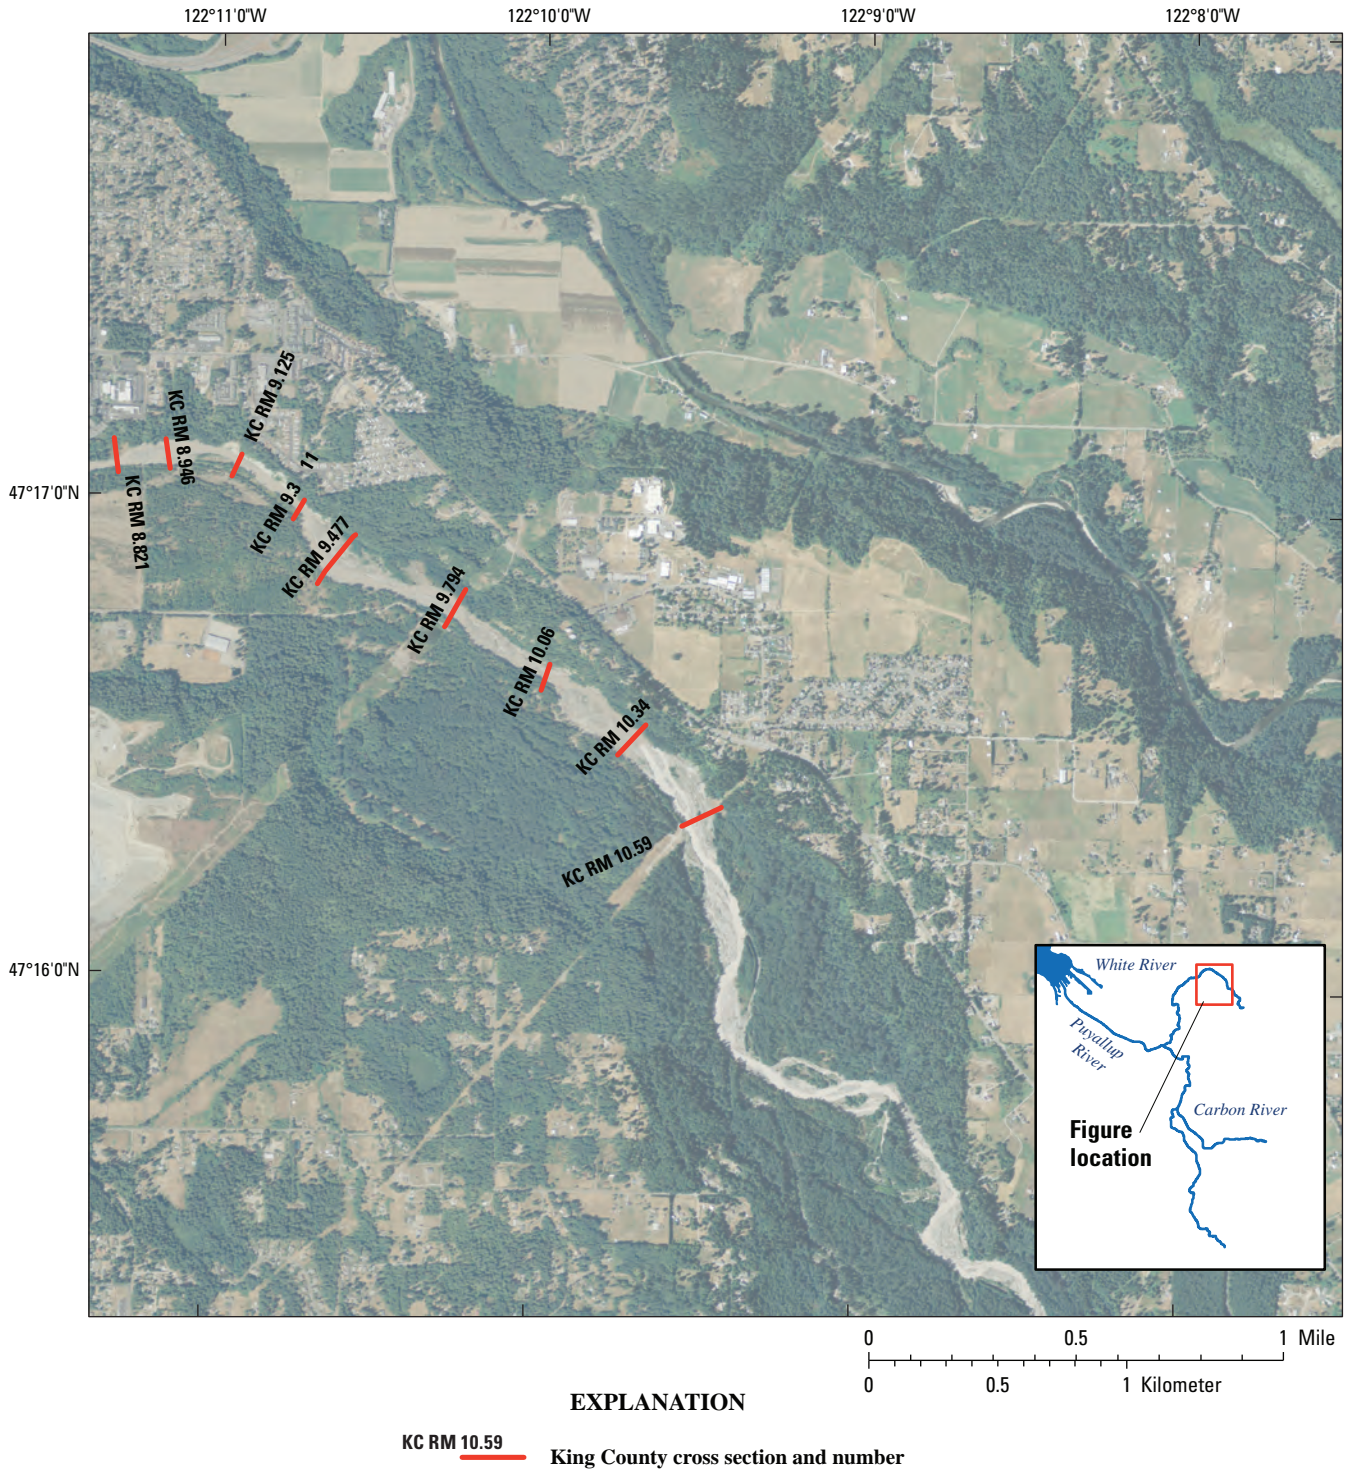 122°11'0"W
122°10'0"W
122°9'0"W
122°8'0"W
KC RM 9.125
KC RM 8.946
47°17'0"N
KC RM 8.821
KC RM 9.3 11
KC RM 9.477
KC RM 9.794
KC RM 10.06
KC RM 10.34
KC RM 10.59
47°16'0"N
White River
Puyallup
River
Carbon River
Figure
location
0 0.5 1 Mile
0 0.5 1 Kilometer
EXPLANATION
KC RM 10.59
King County cross section and number